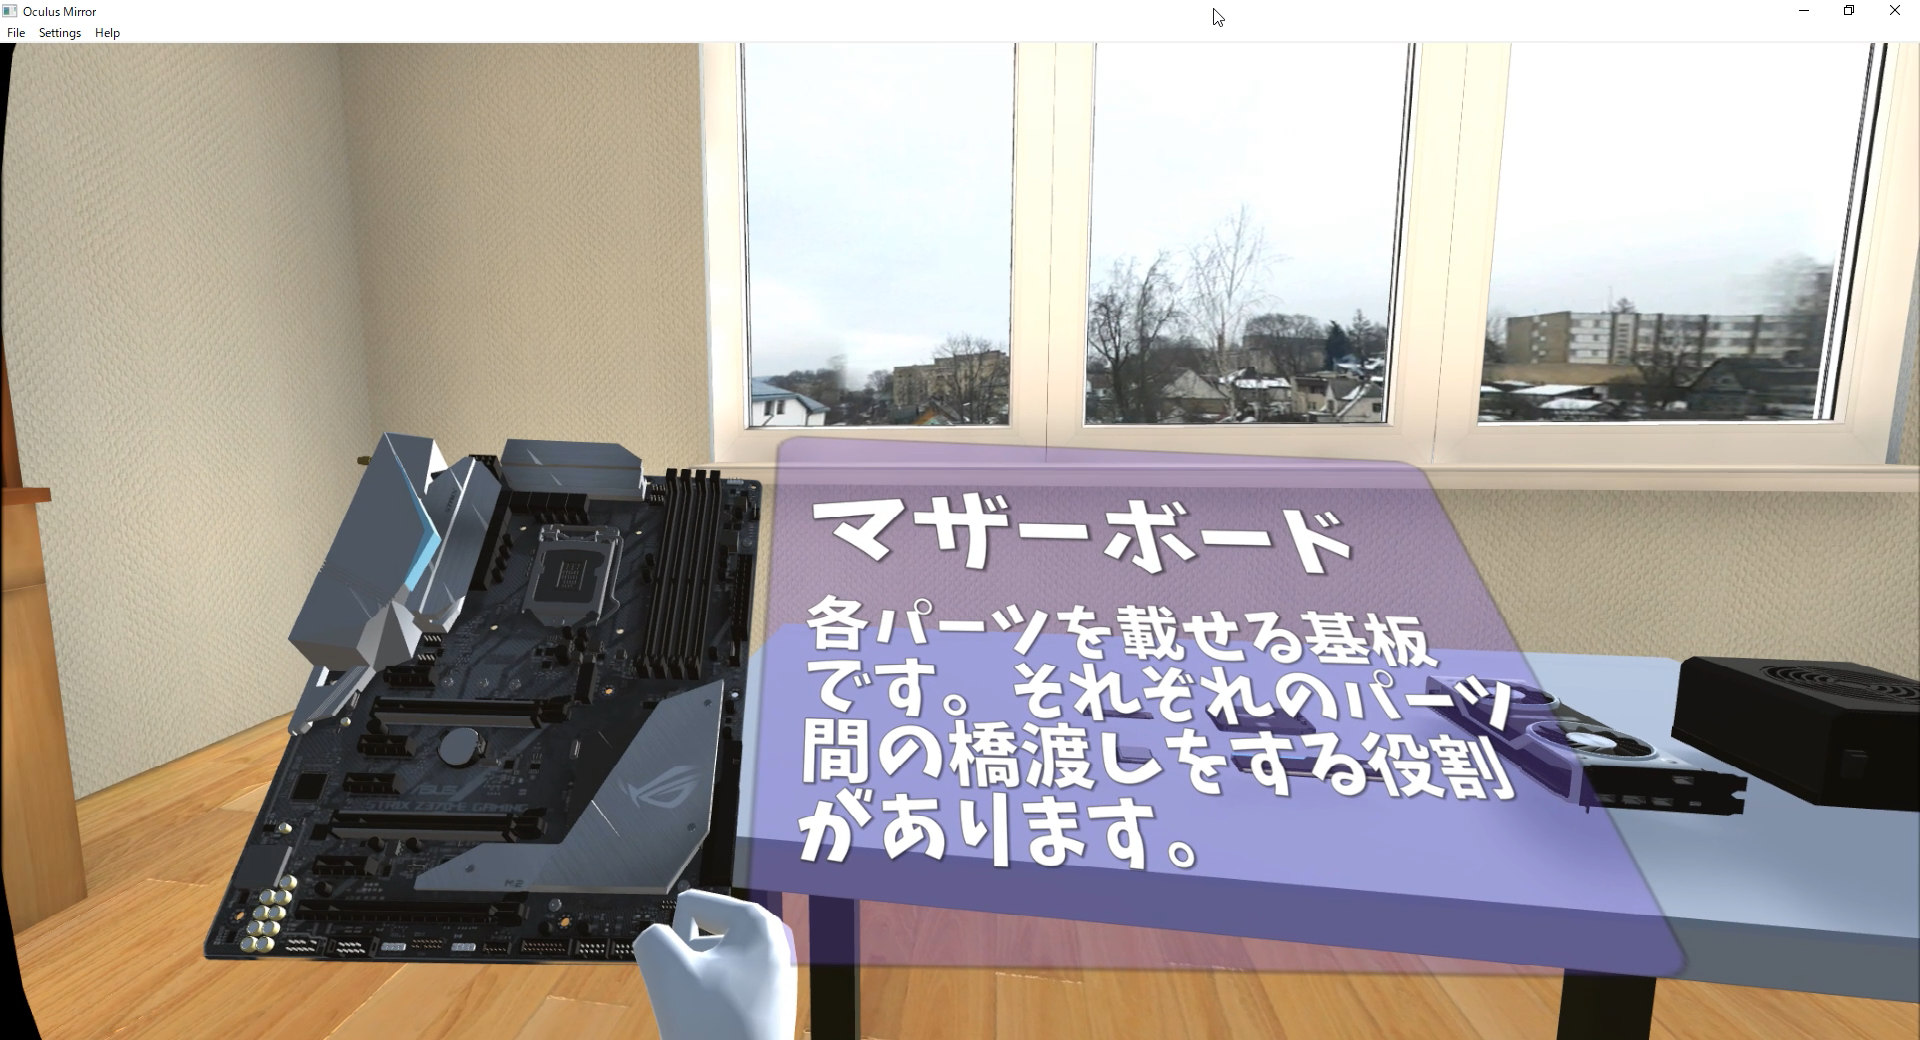 Oculus Mirror
File Settings Help
マザーボード
各パーツを載せる基板
です。それぞれのパーツ
間の橋渡しをする役割
があります。
ASUS
STRIX Z370-E GAMING
M.2